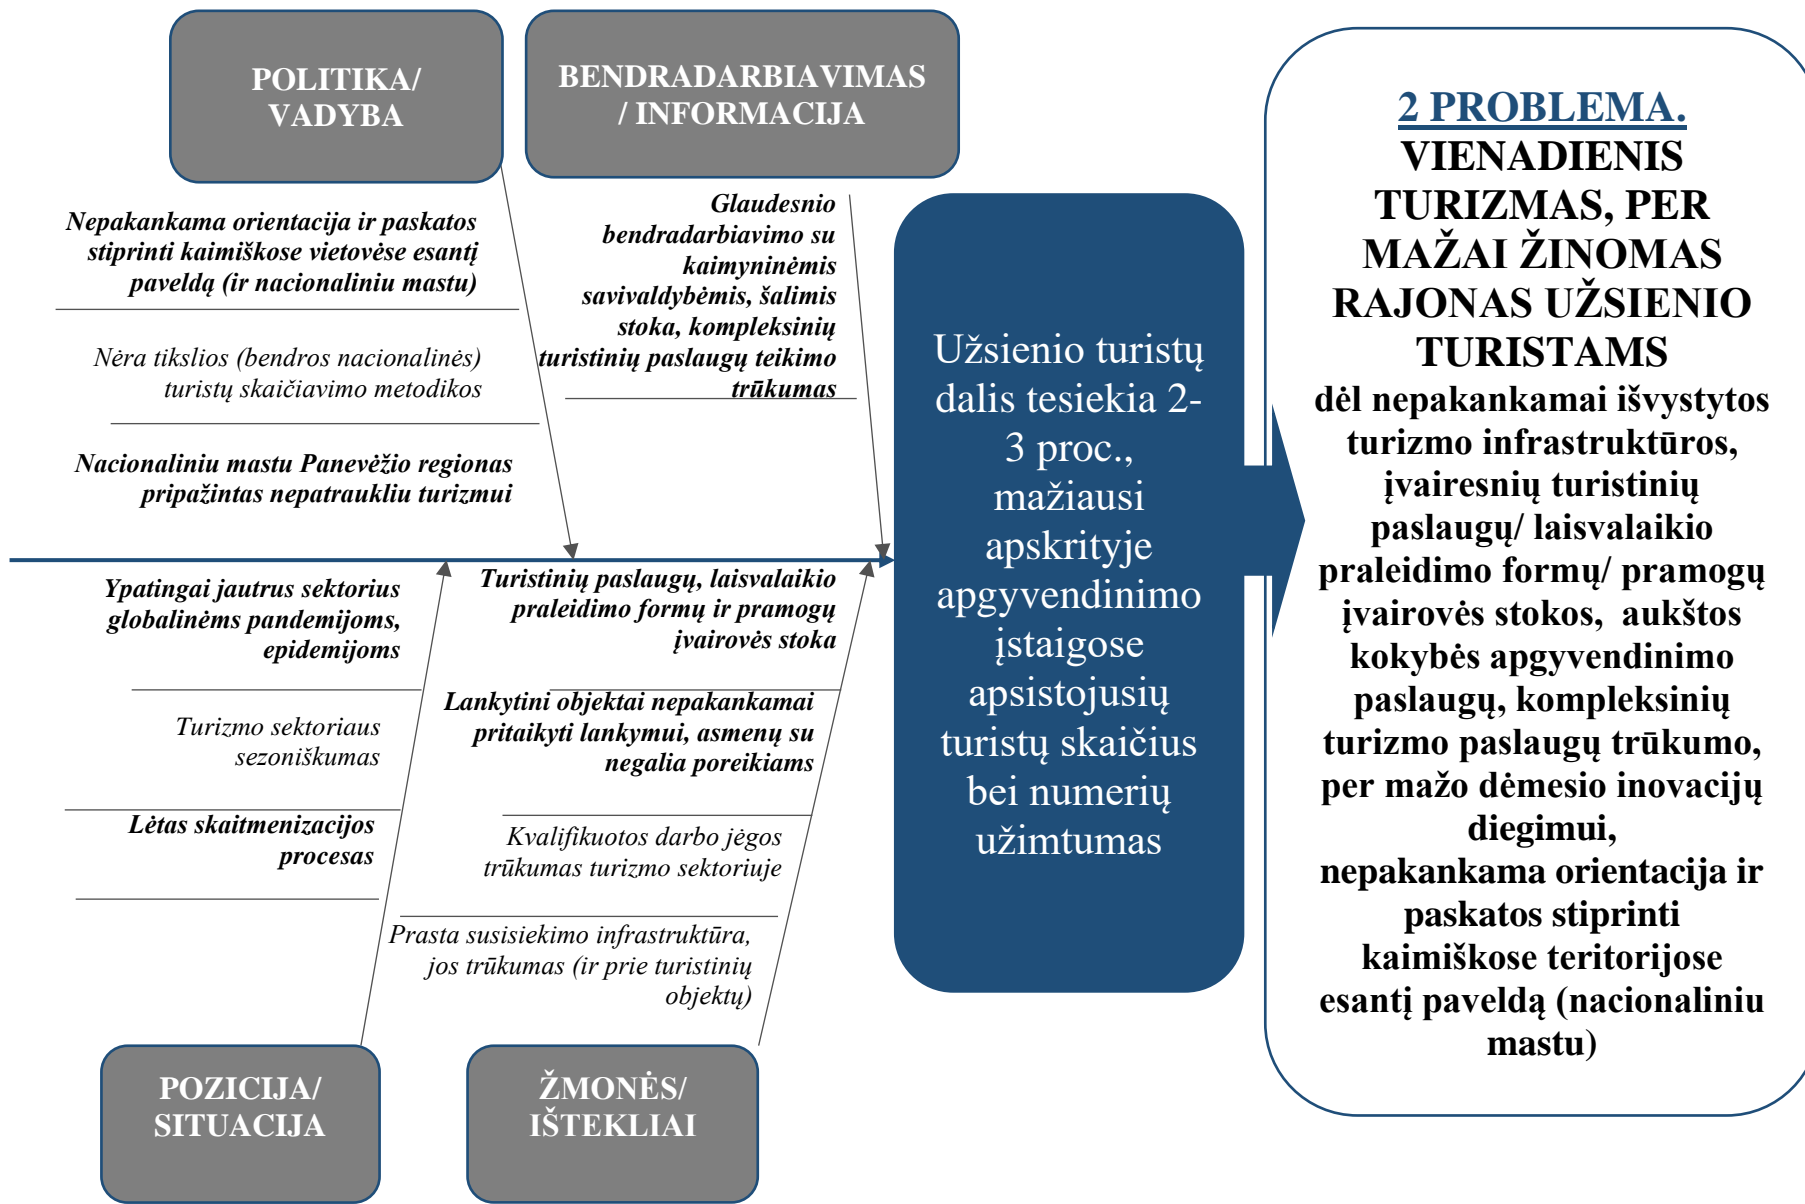 POLITIKA/
VADYBA
BENDRADARBIAVIMAS
/ INFORMACIJA
Nepakankama orientacija ir paskatos
stiprinti kaimiškose vietovėse esantį
paveldą (ir nacionaliniu mastu)
Nėra tikslios (bendros nacionalinės)
turistų skaičiavimo metodikos
Nacionaliniu mastu Panevėžio regionas
pripažintas nepatraukliu turizmui
Glaudesnio
bendradarbiavimo su
kaimyninėmis
savivaldybėmis, šalimis
stoka, kompleksinių
turistinių paslaugų teikimo
trūkumas
Ypatingai jautrus sektorius
globalinėms pandemijoms,
epidemijoms
Turizmo sektoriaus
sezoniškumas
Lėtas skaitmenizacijos
procesas
Turistinių paslaugų, laisvalaikio
praleidimo formų ir pramogų
įvairovės stoka
Lankytini objektai nepakankamai
pritaikyti lankymui, asmenų su
negalia poreikiams
Kvalifikuotos darbo jėgos
trūkumas turizmo sektoriuje
Prasta susisiekimo infrastruktūra,
jos trūkumas (ir prie turistinių
objektų)
POZICIJA/
SITUACIJA
ŽMONĖS/
IŠTEKLIAI
Užsienio turistų
dalis tesiekia 2-
3 proc.,
mažiausi
apskrityje
apgyvendinimo
įstaigose
apsistojusių
turistų skaičius
bei numerių
užimtumas
2 PROBLEMA.
VIENADIENIS
TURIZMAS, PER
MAŽAI ŽINOMAS
RAJONAS UŽSIENIO
TURISTAMS
dėl nepakankamai išvystytos
turizmo infrastruktūros,
įvairesnių turistinių
paslaugų/ laisvalaikio
praleidimo formų/ pramogų
įvairovės stokos, aukštos
kokybės apgyvendinimo
paslaugų, kompleksinių
turizmo paslaugų trūkumo,
per mažo dėmesio inovacijų
diegimui,
nepakankama orientacija ir
paskatos stiprinti
kaimiškose teritorijose
esantį paveldą (nacionaliniu
mastu)